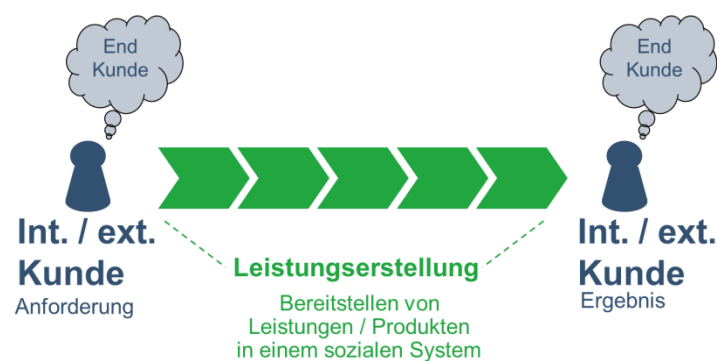 End
Kunde
End
Kunde
Int. / ext.
Kunde
Anforderung
Leistungserstellung
Bereitstellen von
Leistungen / Produkten
in einem sozialen System
Int. / ext.
Kunde
Ergebnis